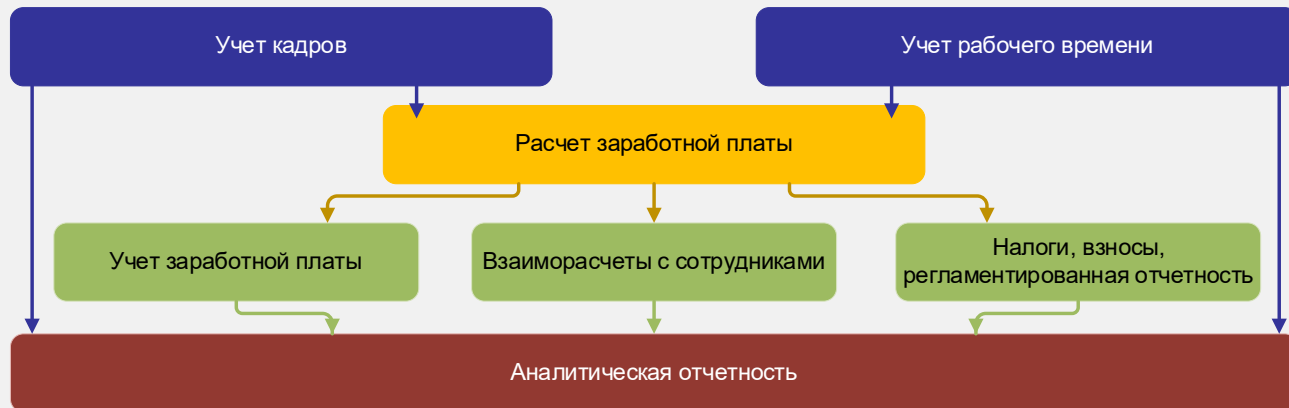 Учет кадров
Учет рабочего времени
Расчет заработной платы
Учет заработной платы
Взаиморасчеты с сотрудниками
Налоги, взносы,
регламентированная отчетность
Аналитическая отчетность